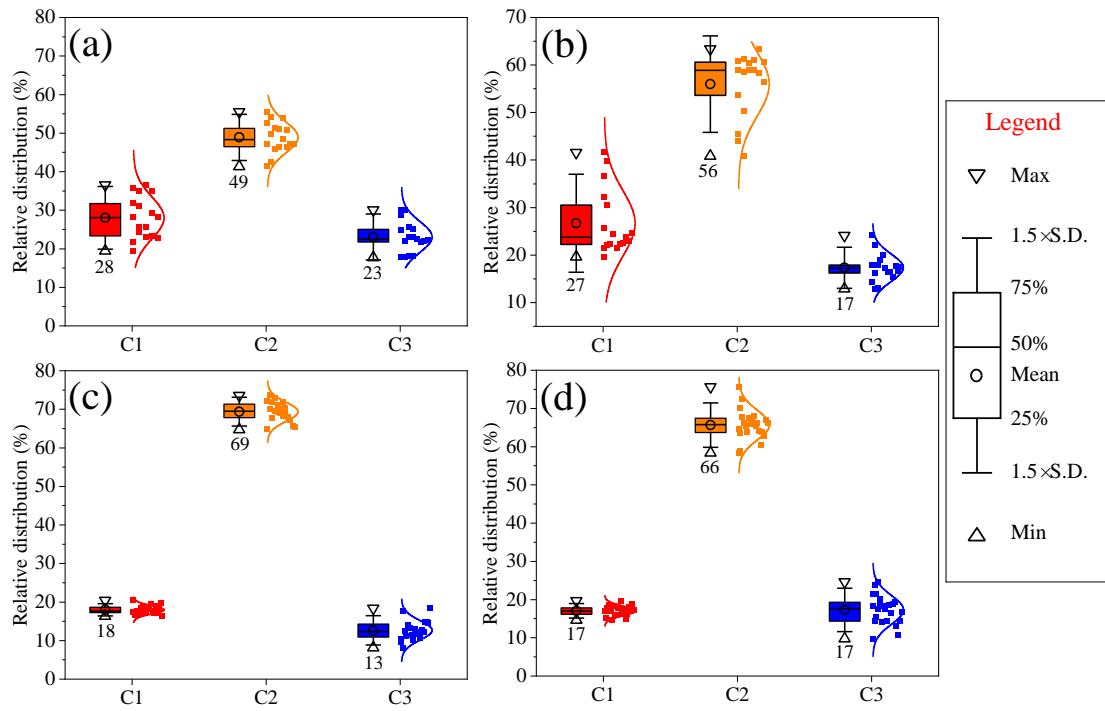 (a)
Relative distribution (%)
80
70
60
50
40
30
20
10
0
28
49
23
C1
C2
C3
(b)
Relative distribution (%)
70
60
50
40
30
20
10
27
56
17
C1
C2
C3
(c)
Relative distribution (%)
80
70
60
50
40
30
20
10
0
18
69
13
C1
C2
C3
(d)
Relative distribution (%)
80
70
60
50
40
30
20
10
0
17
66
17
C1
C2
C3
Legend
Max
1.5×S.D.
75%
50%
Mean
25%
1.5×S.D.
Min